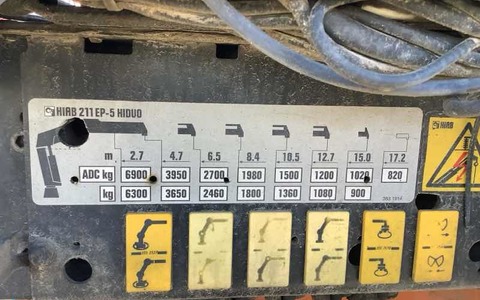 HIAB 211 EP-5 HIDUO
HIAB
m 2.7 4.7 6.5 8.4 10.5 12.7 15.0 17.2
ADC kg 6900 3950 2700 1980 1500 1200 1020 820
kg 6300 3650 2460 1800 1360 1080 900